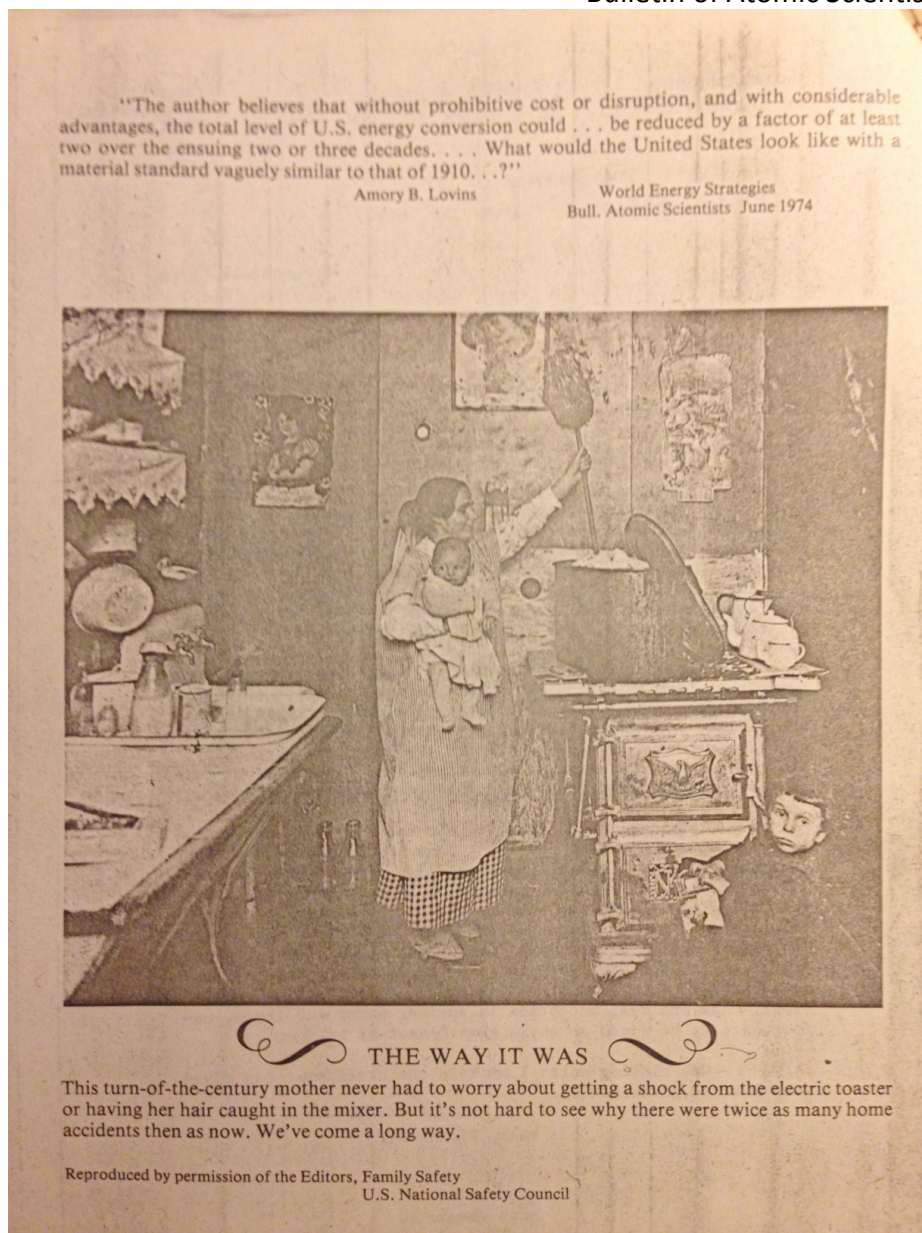 "The author believes that without prohibitive cost or disruption, and with considerable
advantages, the total level of U.S. energy conversion could . . . be reduced by a factor of at least
two over the ensuing two or three decades. . . . What would the United States look like with a
material standard vaguely similar to that of 1910. . .?"
Amory B. Lovins
World Energy Strategies
Bull. Atomic Scientists June 1974
THE WAY IT WAS
This turn-of-the-century mother never had to worry about getting a shock from the electric toaster
or having her hair caught in the mixer. But it's not hard to see why there were twice as many home
accidents then as now. We've come a long way.
Reproduced by permission of the Editors, Family Safety
U.S. National Safety Council